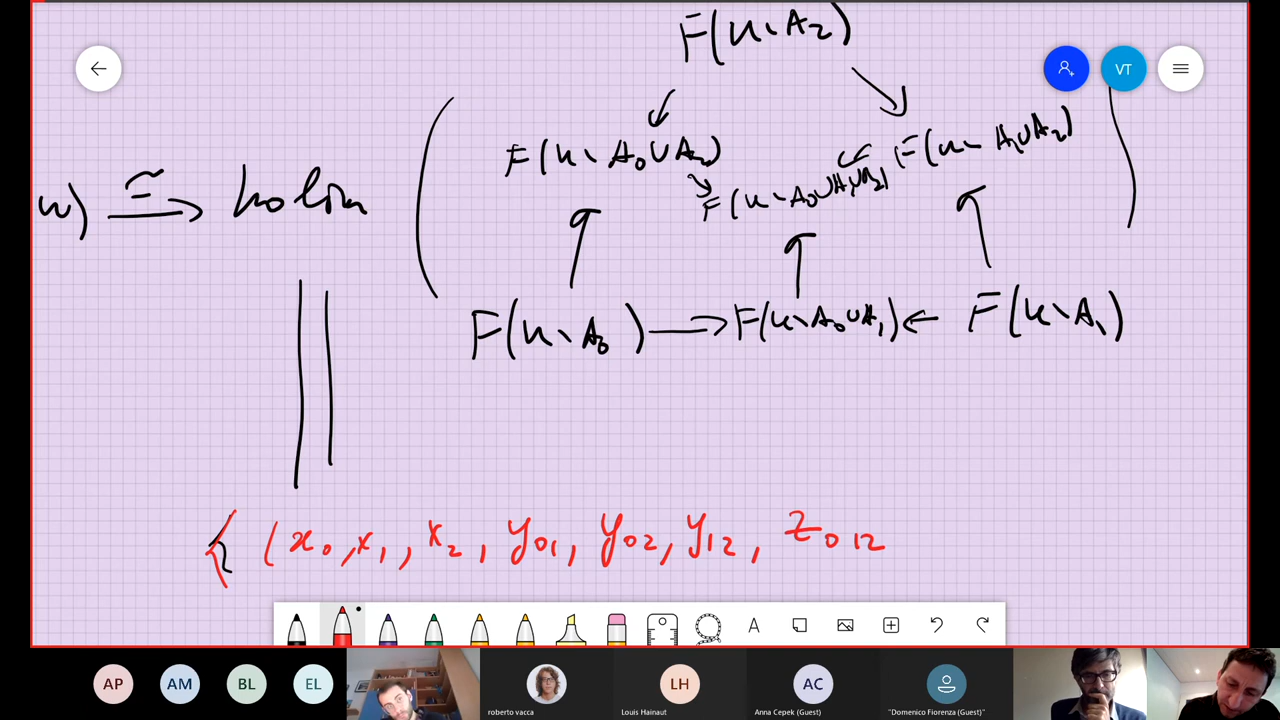 F(u∖A₂)
F(u∖A₀∪A₂)
F(u∖A₁∪A₂)
F(u∖A₀∪A₁∪A₂)
u) ≅→ holim
F(u∖A₀) → F(u∖A₀∪A₁) ← F(u∖A₁)
{ (x₀, x₁, x₂, y₀₁, y₀₂, y₁₂, z₀₁₂
VT
A
AP AM BL EL LH AC
roberto vacca Louis Hainaut Anna Cepek (Guest) "Domenico Fiorenza (Guest)"